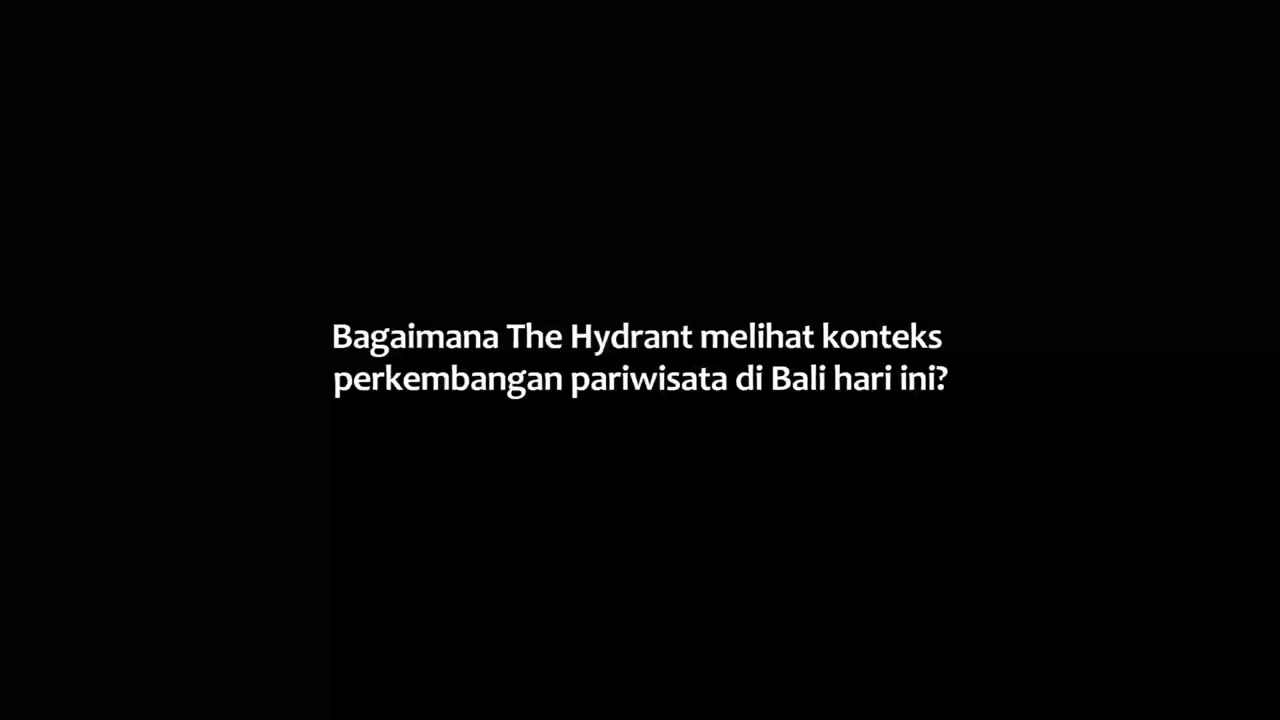 Bagaimana The Hydrant melihat konteks
perkembangan pariwisata di Bali hari ini?